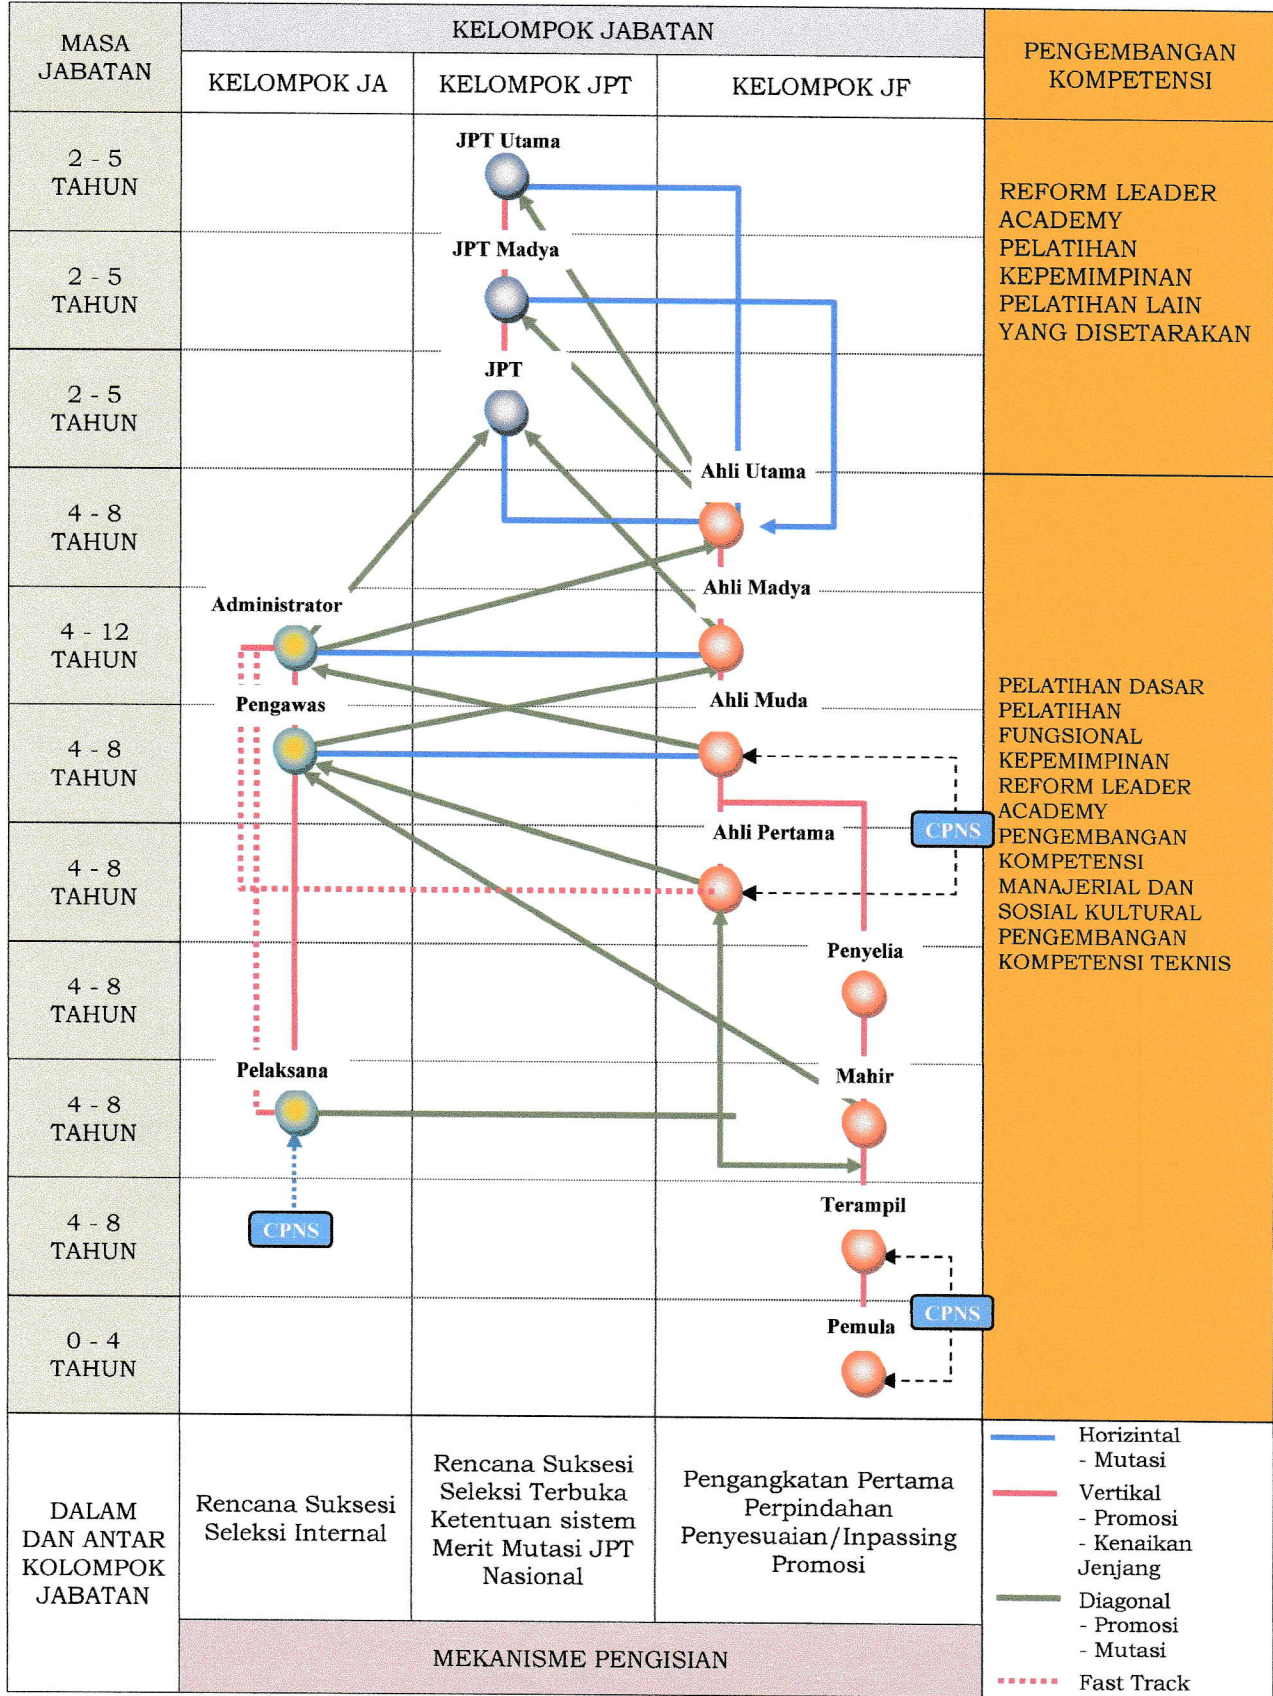 MASA
JABATAN
KELOMPOK JABATAN
PENGEMBANGAN
KOMPETENSI
KELOMPOK JA
KELOMPOK JPT
KELOMPOK JF
2 - 5
TAHUN
JPT Utama
REFORM LEADER
ACADEMY
PELATIHAN
KEPEMIMPINAN
PELATIHAN LAIN
YANG DISETARAKAN
2 - 5
TAHUN
JPT Madya
2 - 5
TAHUN
JPT
4 - 8
TAHUN
Ahli Utama
4 - 12
TAHUN
Administrator
Ahli Madya
4 - 8
TAHUN
Pengawas
Ahli Muda
PELATIHAN DASAR
PELATIHAN
FUNGSIONAL
KEPEMIMPINAN
REFORM LEADER
ACADEMY
PENGEMBANGAN
KOMPETENSI
MANAJERIAL DAN
SOSIAL KULTURAL
PENGEMBANGAN
KOMPETENSI TEKNIS
4 - 8
TAHUN
Ahli Pertama
CPNS
4 - 8
TAHUN
Penyelia
4 - 8
TAHUN
Pelaksana
Mahir
4 - 8
TAHUN
CPNS
Terampil
0 - 4
TAHUN
Pemula
CPNS
DALAM
DAN ANTAR
KOLOMPOK
JABATAN
Rencana Suksesi
Seleksi Internal
Rencana Suksesi
Seleksi Terbuka
Ketentuan sistem
Merit Mutasi JPT
Nasional
Pengangkatan Pertama
Perpindahan
Penyesuaian/Inpassing
Promosi
MEKANISME PENGISIAN
Horizintal
- Mutasi
Vertikal
- Promosi
- Kenaikan
Jenjang
Diagonal
- Promosi
- Mutasi
Fast Track